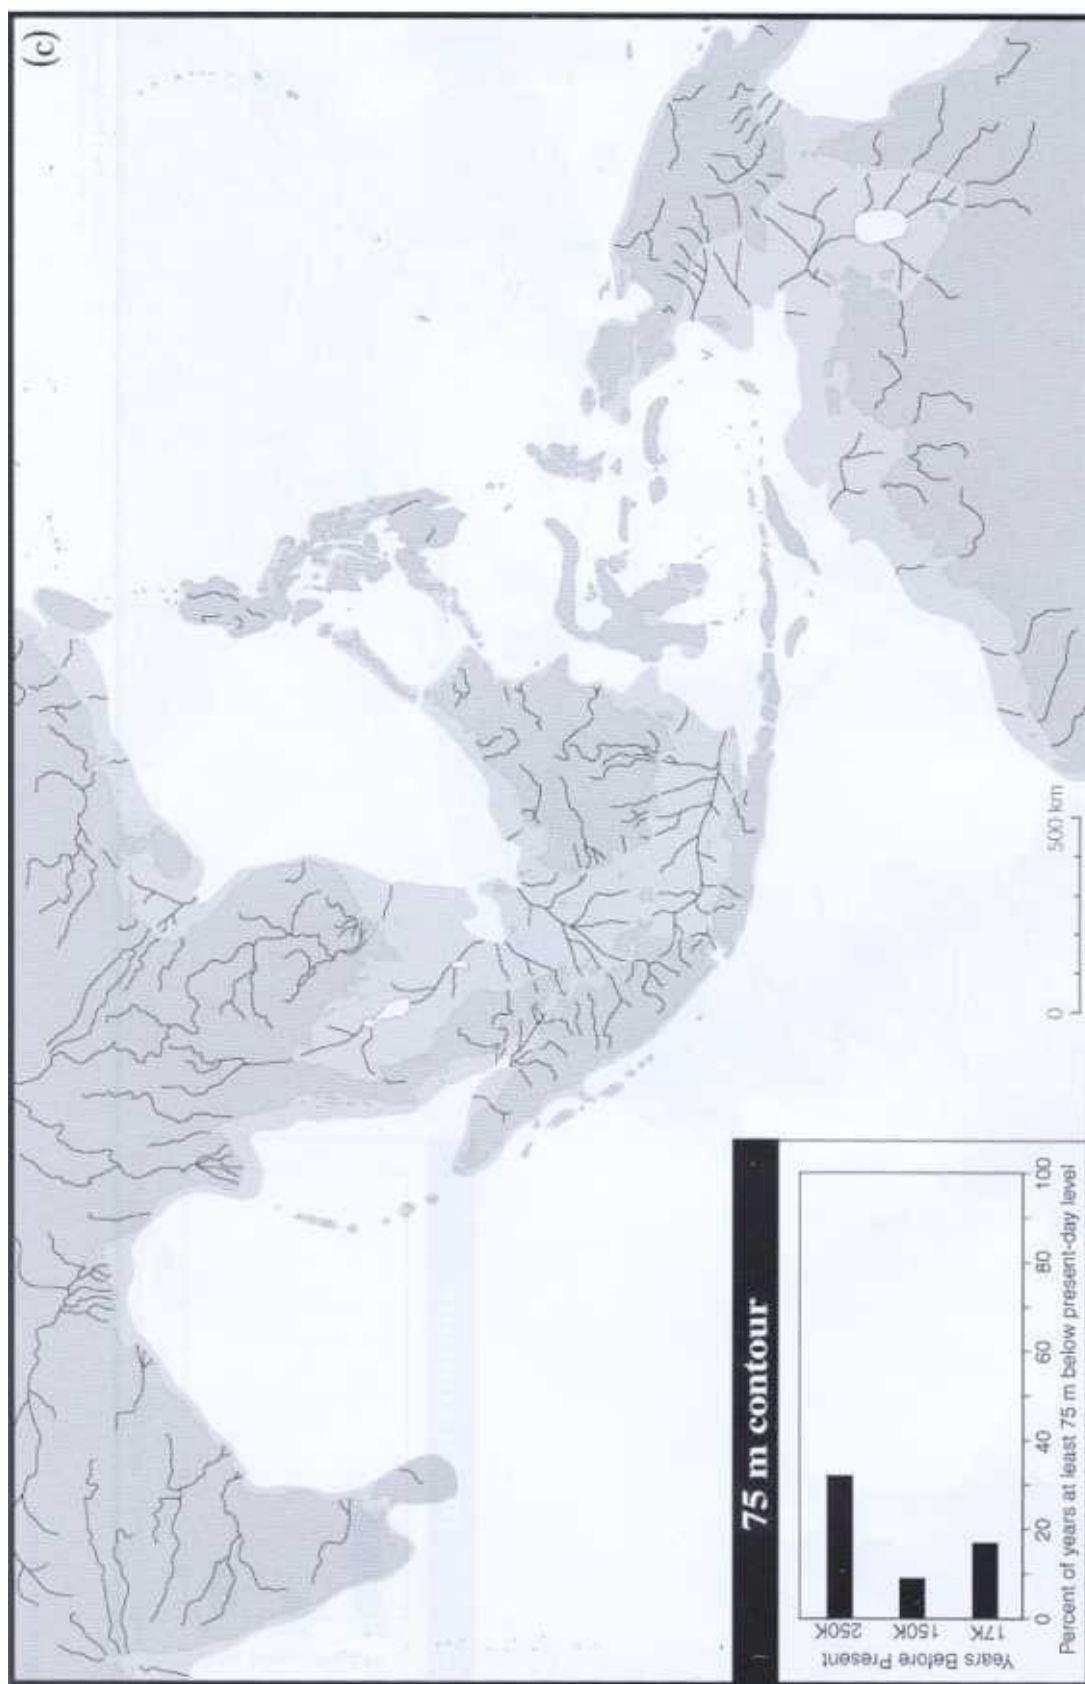 (c)
0 500 km
75 m contour
Years Before Present
250K
150K
17K
0 20 40 60 80 100
Percent of years at least 75 m below present-day level